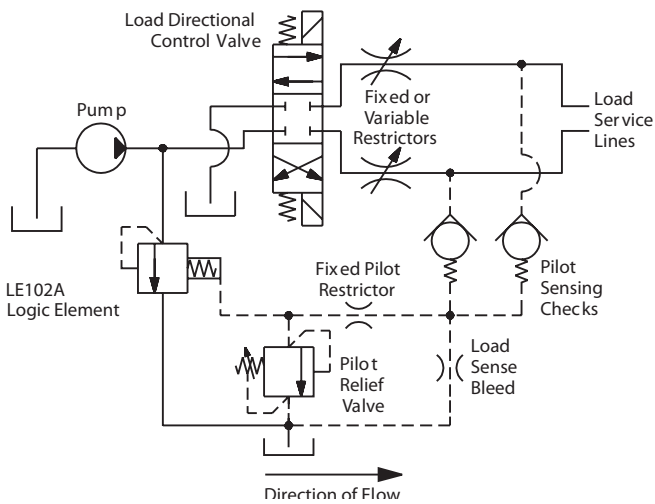 Load Directional
Control Valve
Pump
Fixed or
Variable
Restrictors
Load
Service
Lines
LE102A
Logic Element
Fixed Pilot
Restrictor
Pilot
Sensing
Checks
Pilot
Relief
Valve
Load
Sense
Bleed
Direction of Flow